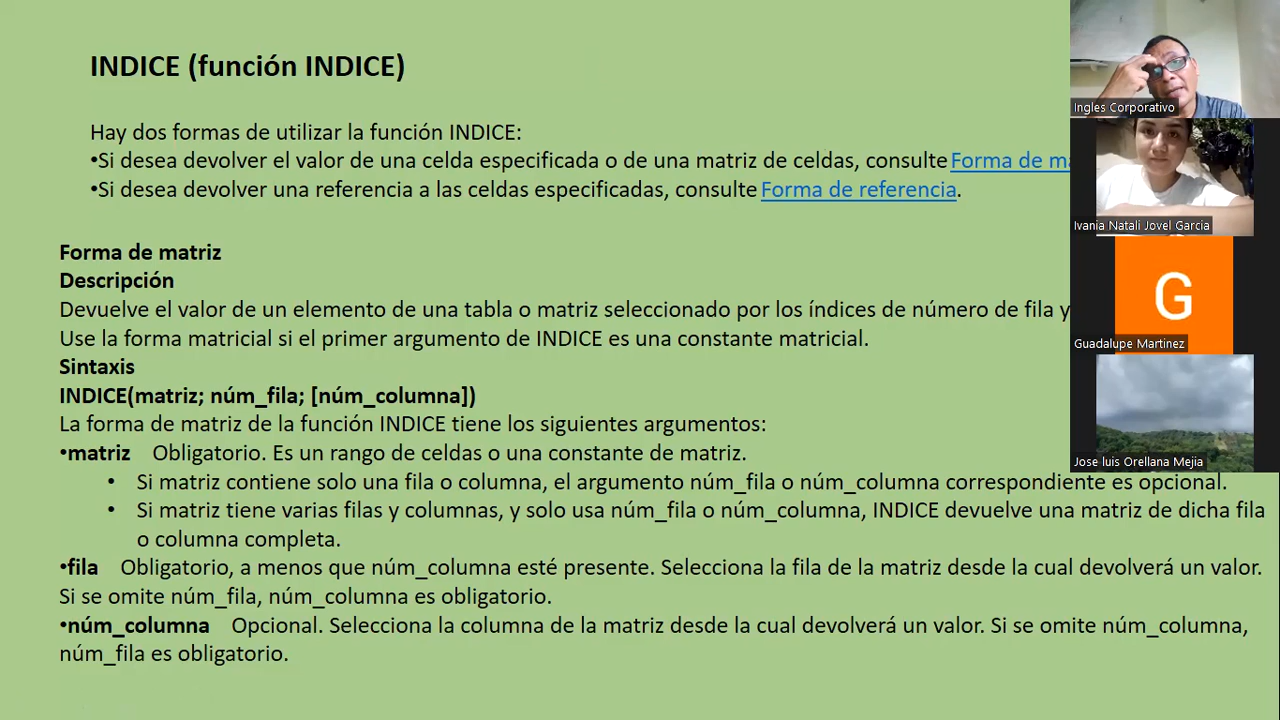 INDICE (función INDICE)
Hay dos formas de utilizar la función INDICE:
•Si desea devolver el valor de una celda especificada o de una matriz de celdas, consulte Forma de
•Si desea devolver una referencia a las celdas especificadas, consulte Forma de referencia.
Forma de matriz
Descripción
Devuelve el valor de un elemento de una tabla o matriz seleccionado por los índices de número de fila y
Use la forma matricial si el primer argumento de INDICE es una constante matricial.
Sintaxis
INDICE(matriz; núm_fila; [núm_columna])
La forma de matriz de la función INDICE tiene los siguientes argumentos:
•matriz Obligatorio. Es un rango de celdas o una constante de matriz.
• Si matriz contiene solo una fila o columna, el argumento núm_fila o núm_columna correspondiente es opcional.
• Si matriz tiene varias filas y columnas, y solo usa núm_fila o núm_columna, INDICE devuelve una matriz de dicha fila
o columna completa.
•fila Obligatorio, a menos que núm_columna esté presente. Selecciona la fila de la matriz desde la cual devolverá un valor.
Si se omite núm_fila, núm_columna es obligatorio.
•núm_columna Opcional. Selecciona la columna de la matriz desde la cual devolverá un valor. Si se omite núm_columna,
núm_fila es obligatorio.
Ingles Corporativo
Ivania Natali Jovel Garcia
G
Guadalupe Martinez
Jose luis Orellana Mejia